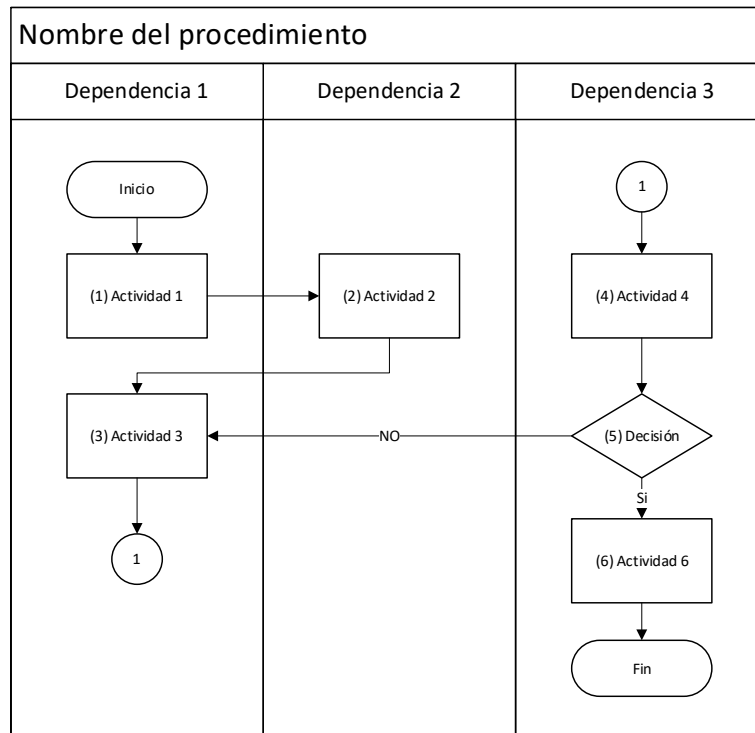 Nombre del procedimiento
Dependencia 1
Dependencia 2
Dependencia 3
Inicio
1
(1) Actividad 1
(2) Actividad 2
(4) Actividad 4
(3) Actividad 3
NO
(5) Decisión
Si
1
(6) Actividad 6
Fin